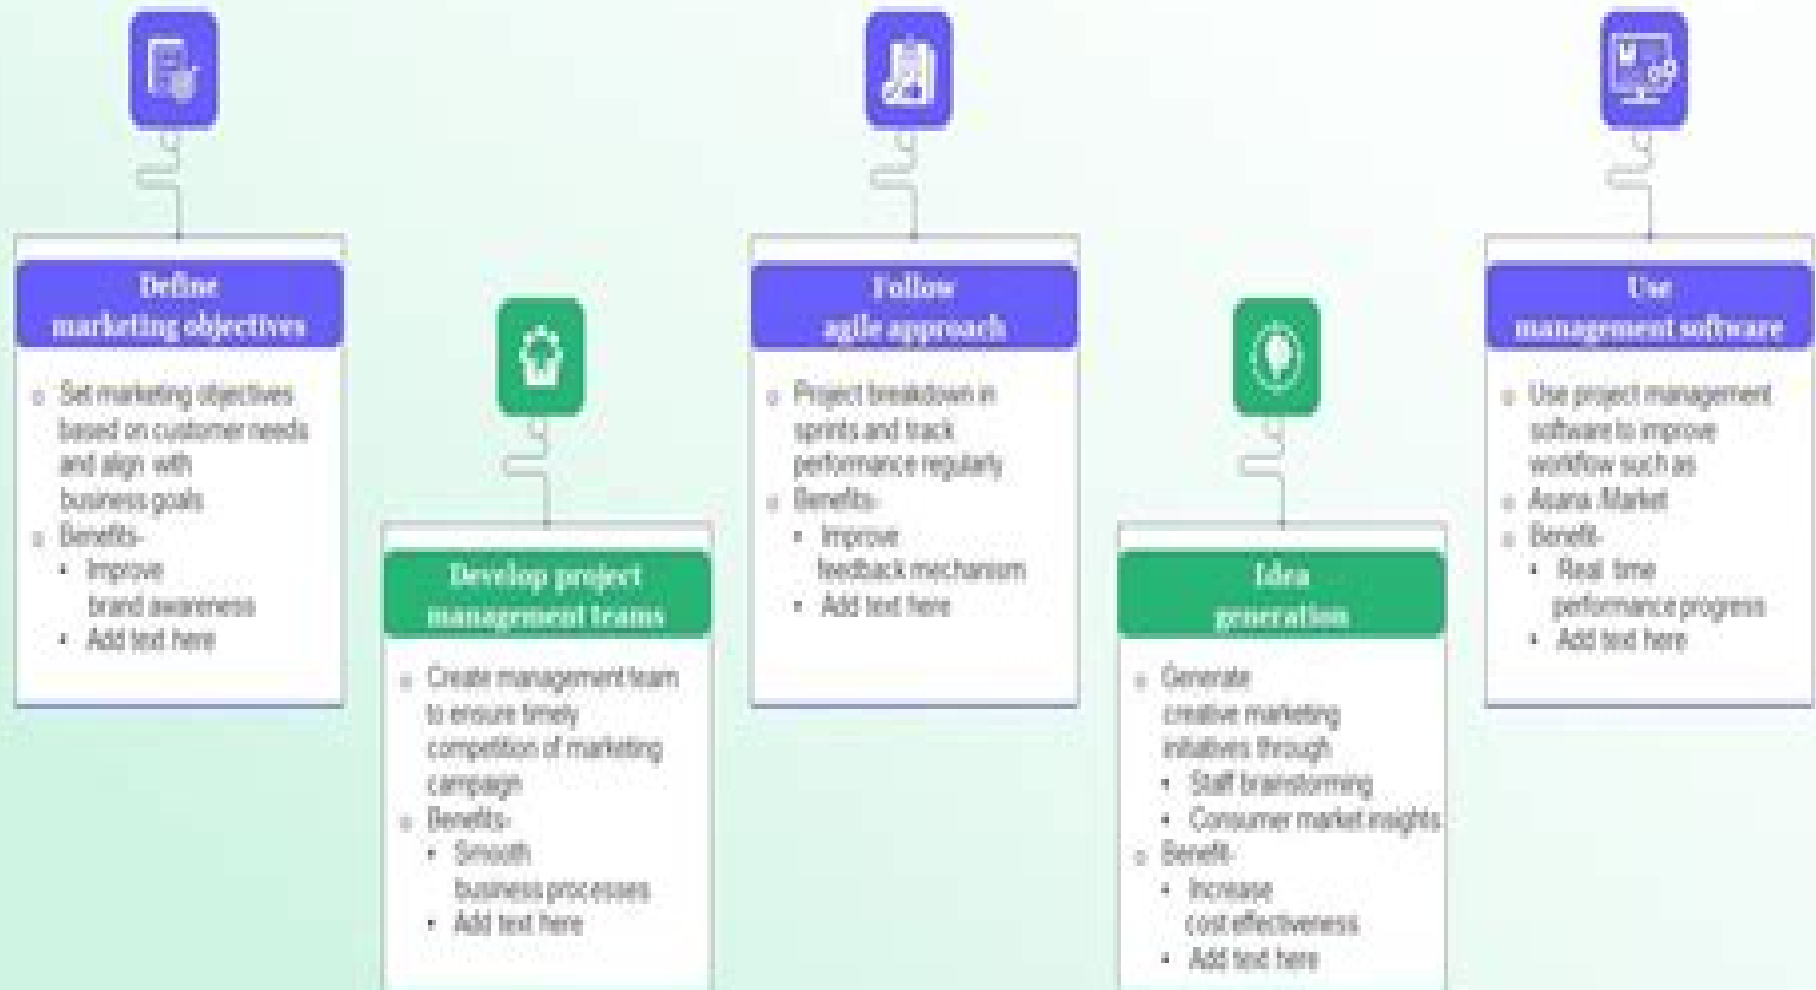 Define
marketing objectives
Set marketing objectives
based on customer needs
and align with
business goals
Benefits-
Improve
brand awareness
Add text here
Develop project
management teams
Create management team
to ensure timely
competition of marketing
campaign
Benefits-
Smooth
business processes
Add text here
Follow
agile approach
Project breakdown in
sprints and track
performance regularly
Benefits-
Improve
feedback mechanism
Add text here
Idea
generation
Generate
creative marketing
initiatives through
Staff brainstorming
Consumer market insights
Benefit-
Increase
cost effectiveness
Add text here
Use
management software
Use project management
software to improve
workflow such as
Asana /Market
Benefit-
Real time
performance progress
Add text here